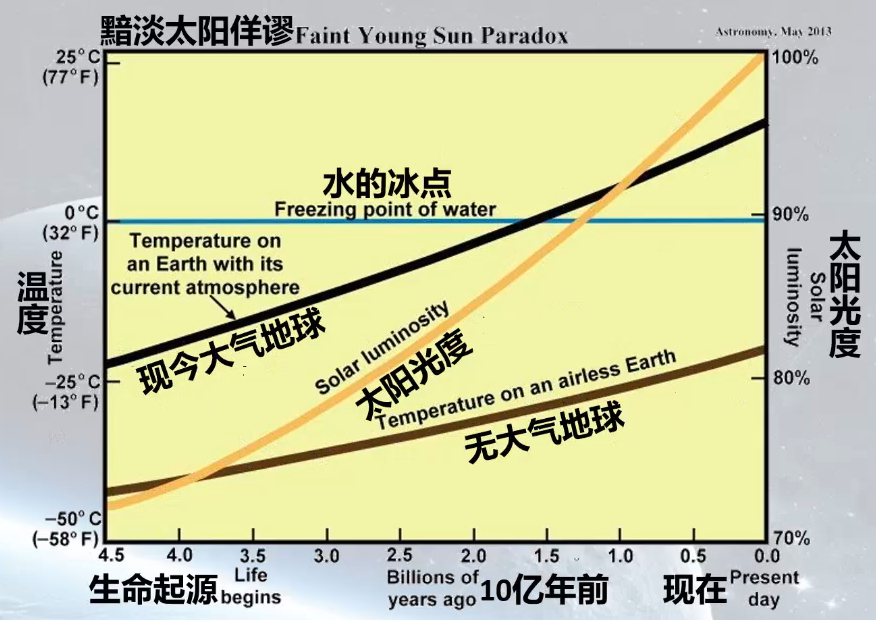 黯淡太阳佯谬Faint Young Sun Paradox
Astronomy, May 2013
25°C
(77°F)
100%
水的冰点
Freezing point of water
0°C
(32°F)
90%
Temperature on
an Earth with its
current atmosphere
温度
Temperature
太阳光度
Solar
luminosity
现今大气地球
Solar luminosity
太阳光度
Temperature on an airless Earth
无大气地球
–25°C
(–13°F)
80%
–50°C
(–58°F)
70%
4.5 4.0 3.5 3.0 2.5 2.0 1.5 1.0 0.5 0.0
生命起源 Life
begins
Billions of
years ago 10亿年前
现在 Present
day